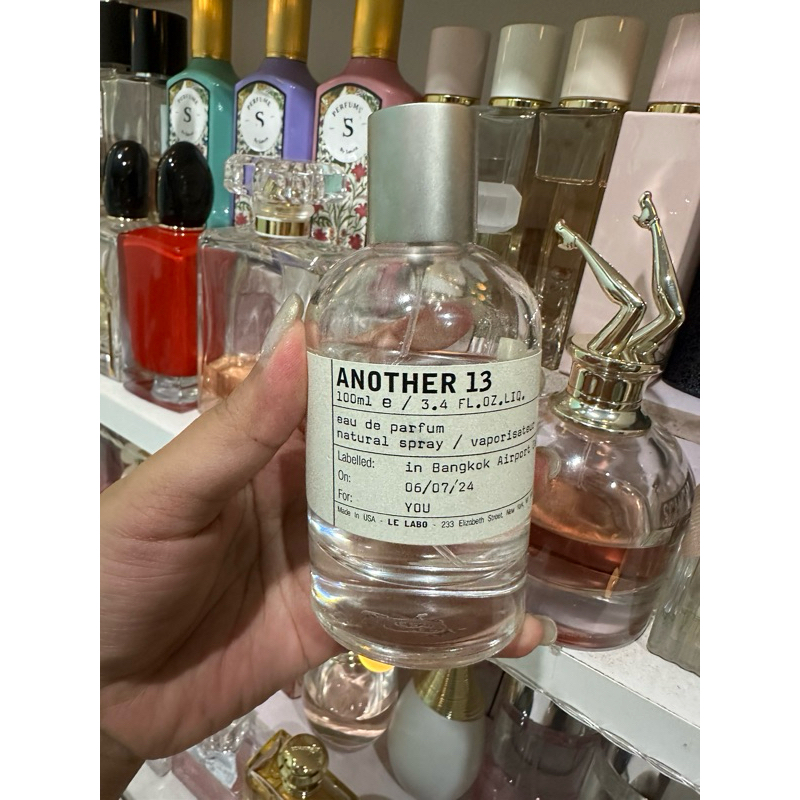 PERFUME
S
PERFUME
S
PERFUME
S
ANOTHER 13
100ml e / 3.4 FL.OZ.LIQ.
eau de parfum
natural spray / vaporisateur
Labelled: in Bangkok Airport
On: 06/07/24
For: YOU
Made in USA - LE LABO - 233 Elizabeth Street, New York,